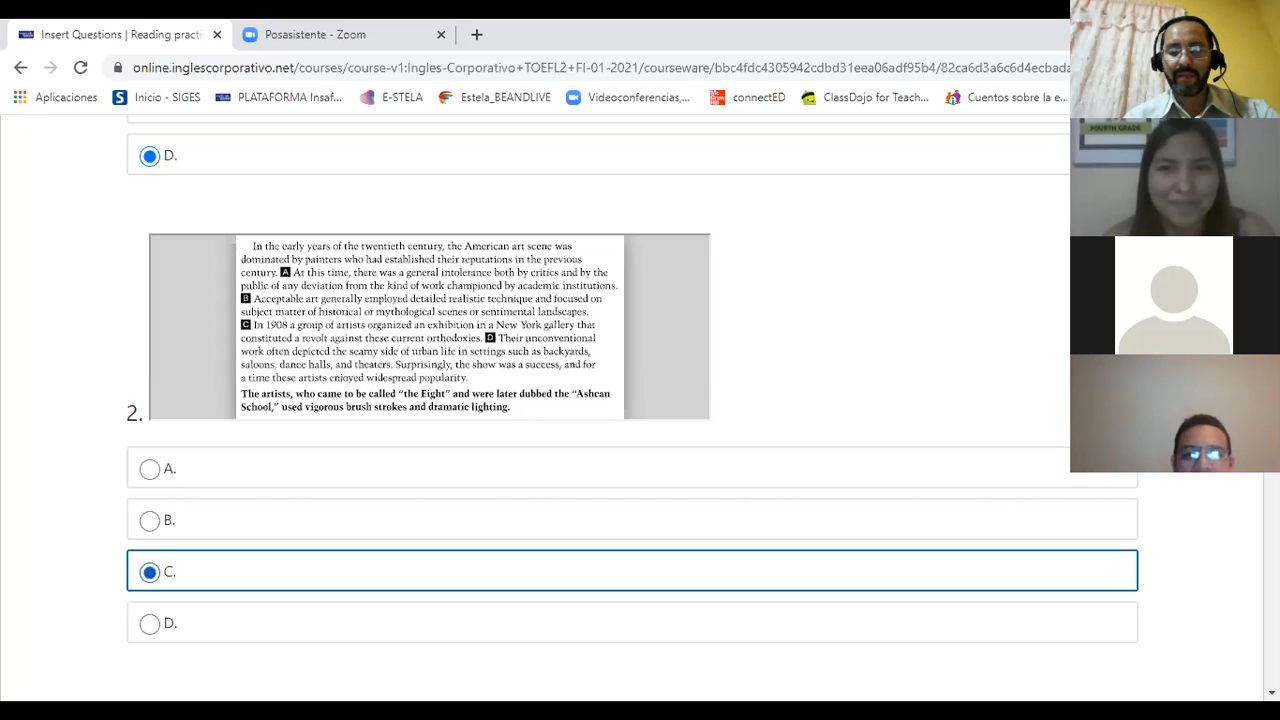 Insert Questions | Reading practi
Posasistente - Zoom
online.inglescorporativo.net/courses/course-v1:Ingles-Corporativo+TOEFL2+FI-01-2021/courseware/bbc4fdc4305942cdbd31eea06adf95b4/82ca6d3a6c6d4ecbada
Aplicaciones
Inicio - SIGES
PLATAFORMA Insaf...
E-STELA
Estela_BEANDLIVE
Videoconferencias,...
connectED
ClassDojo for Teach...
Cuentos sobre la e...
FOURTH GRADE
D.
In the early years of the twentieth century, the American art scene was
dominated by painters who had established their reputations in the previous
century. A At this time, there was a general intolerance both by critics and by the
public of any deviation from the kind of work championed by academic institutions.
B Acceptable art generally employed detailed realistic technique and focused on
subject matter of historical or mythological scenes or sentimental landscapes.
C In 1908 a group of artists organized an exhibition in a New York gallery that
constituted a revolt against these current orthodoxies. D Their unconventional
work often depicted the seamy side of urban life in settings such as backyards,
saloons, dance halls, and theaters. Surprisingly, the show was a success, and for
a time these artists enjoyed widespread popularity.
The artists, who came to be called “the Eight” and were later dubbed the “Ashcan
School,” used vigorous brush strokes and dramatic lighting.
2.
A.
B.
C.
D.